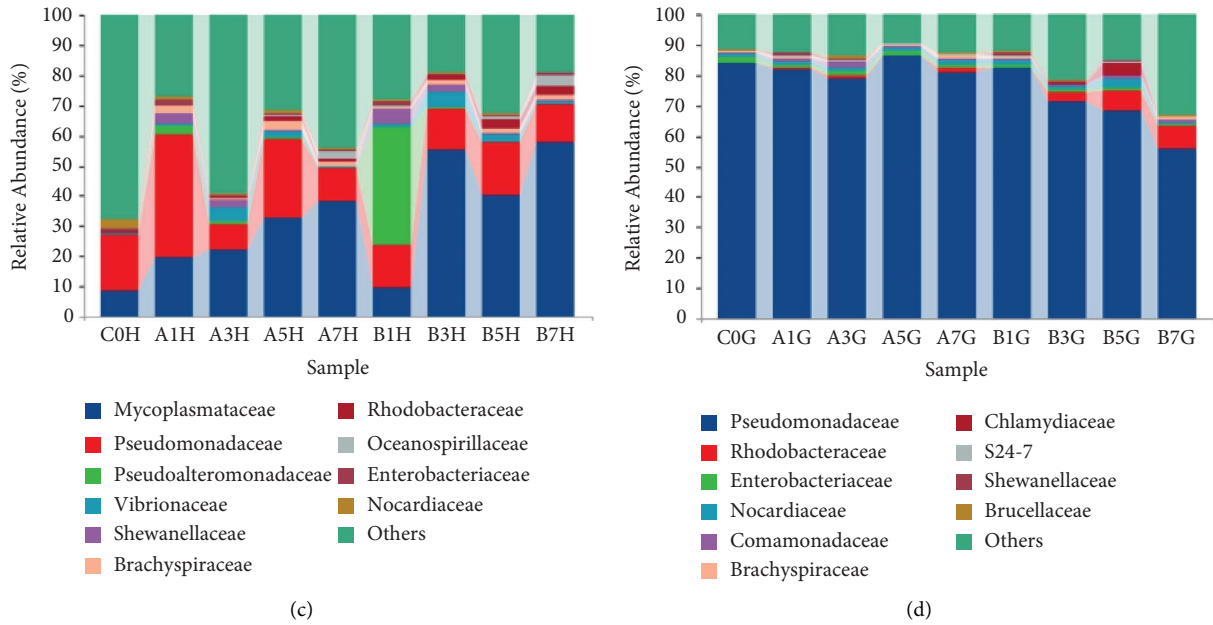 Relative Abundance (%)
100
90
80
70
60
50
40
30
20
10
0
C0H A1H A3H A5H A7H B1H B3H B5H B7H
Sample
Mycoplasmataceae
Pseudomonadaceae
Pseudoalteromonadaceae
Vibrionaceae
Shewanellaceae
Brachyspiraceae
Rhodobacteraceae
Oceanospirillaceae
Enterobacteriaceae
Nocardiaceae
Others
(c)
Relative Abundance (%)
100
90
80
70
60
50
40
30
20
10
0
C0G A1G A3G A5G A7G B1G B3G B5G B7G
Sample
Pseudomonadaceae
Rhodobacteraceae
Enterobacteriaceae
Nocardiaceae
Comamonadaceae
Brachyspiraceae
Chlamydiaceae
S24-7
Shewanellaceae
Brucellaceae
Others
(d)